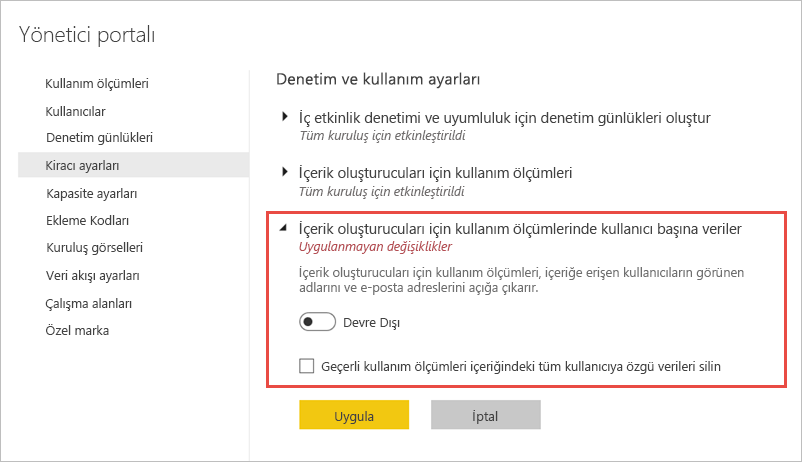 Yönetici portalı
Kullanım ölçümleri
Kullanıcılar
Denetim günlükleri
Kiracı ayarları
Kapasite ayarları
Ekleme Kodları
Kuruluş görselleri
Veri akışı ayarları
Çalışma alanları
Özel marka
Denetim ve kullanım ayarları
İç etkinlik denetimi ve uyumluluk için denetim günlükleri oluştur
Tüm kuruluş için etkinleştirildi
İçerik oluşturucuları için kullanım ölçümleri
Tüm kuruluş için etkinleştirildi
İçerik oluşturucuları için kullanım ölçümlerinde kullanıcı başına veriler
Uygulanmayan değişiklikler
İçerik oluşturucuları için kullanım ölçümleri, içeriğe erişen kullanıcıların görünen
adlarını ve e-posta adreslerini açığa çıkarır.
Devre Dışı
Geçerli kullanım ölçümleri içeriğindeki tüm kullanıcıya özgü verileri silin
Uygula
İptal